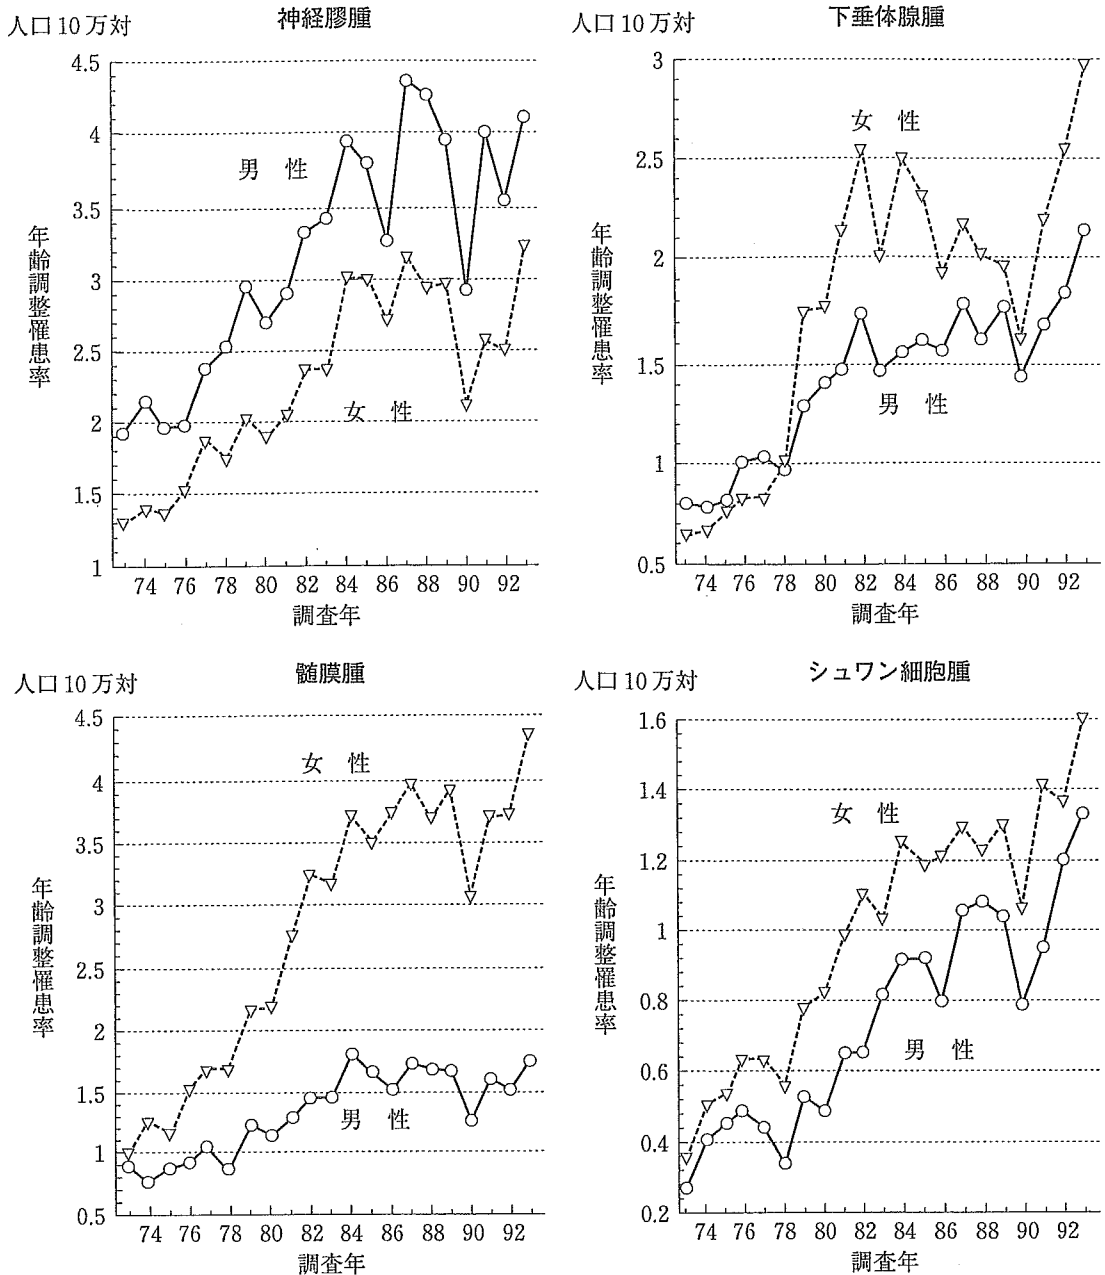 人口10万対
神経膠腫
4.5
4
3.5
3
2.5
2
1.5
1
年齢調整罹患率
男 性
女 性
74 76 78 80 82 84 86 88 90 92
調査年
人口10万対
下垂体腺腫
3
2.5
2
1.5
1
0.5
年齢調整罹患率
女 性
男 性
74 76 78 80 82 84 86 88 90 92
調査年
人口10万対
髄膜腫
4.5
4
3.5
3
2.5
2
1.5
1
0.5
年齢調整罹患率
女 性
男 性
74 76 78 80 82 84 86 88 90 92
調査年
人口10万対
シュワン細胞腫
1.6
1.4
1.2
1
0.8
0.6
0.4
0.2
年齢調整罹患率
女 性
男 性
74 76 78 80 82 84 86 88 90 92
調査年